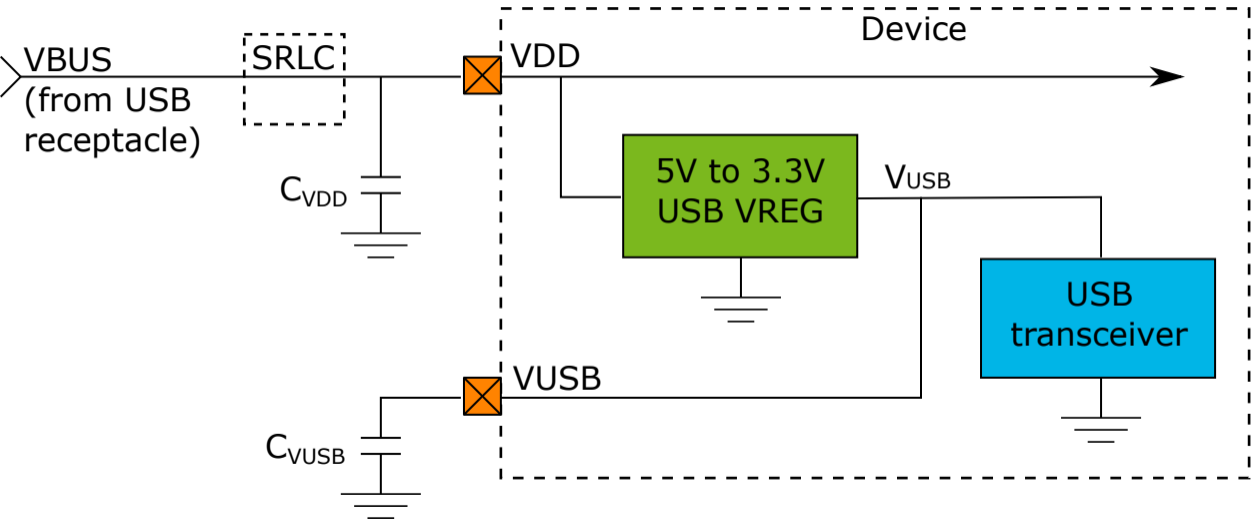 Device
VBUS
(from USB
receptacle)
SRLC
VDD
CVDD
5V to 3.3V
USB VREG
VUSB
USB
transceiver
VUSB
CVUSB